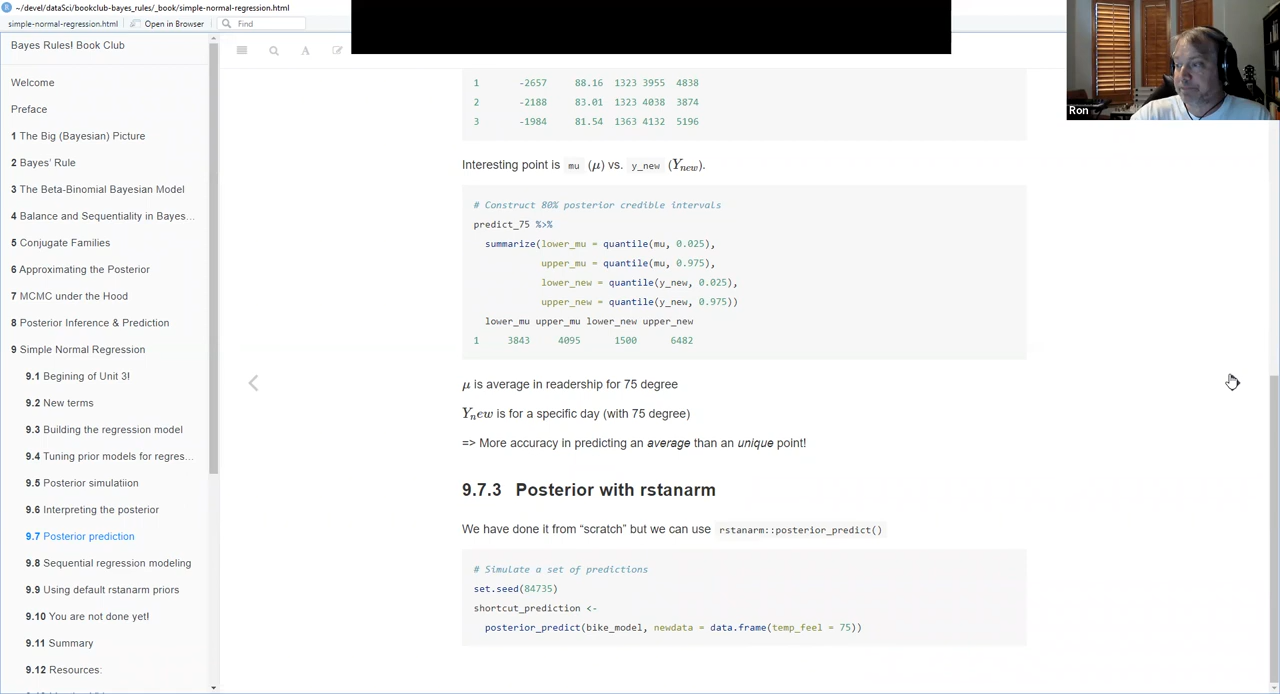 ~/devel/dataSci/bookclub-bayes_rules/_book/simple-normal-regression.html
simple-normal-regression.html
Open in Browser
Find
Bayes Rules! Book Club
Welcome
Preface
1 The Big (Bayesian) Picture
2 Bayes' Rule
3 The Beta-Binomial Bayesian Model
4 Balance and Sequentiality in Bayes...
5 Conjugate Families
6 Approximating the Posterior
7 MCMC under the Hood
8 Posterior Inference & Prediction
9 Simple Normal Regression
9.1 Begining of Unit 3!
9.2 New terms
9.3 Building the regression model
9.4 Tuning prior models for regres...
9.5 Posterior simulatiion
9.6 Interpreting the posterior
9.7 Posterior prediction
9.8 Sequential regression modeling
9.9 Using default rstanarm priors
9.10 You are not done yet!
9.11 Summary
9.12 Resources:
1 -2657 88.16 1323 3955 4838
2 -2188 83.01 1323 4038 3874
3 -1984 81.54 1363 4132 5196
Interesting point is mu (μ) vs. y_new (Ynew).
# Construct 80% posterior credible intervals
predict_75 %>%
summarize(lower_mu = quantile(mu, 0.025),
upper_mu = quantile(mu, 0.975),
lower_new = quantile(y_new, 0.025),
upper_new = quantile(y_new, 0.975))
lower_mu upper_mu lower_new upper_new
1 3843 4095 1500 6482
μ is average in readership for 75 degree
Ynew is for a specific day (with 75 degree)
=> More accuracy in predicting an average than an unique point!
9.7.3 Posterior with rstanarm
We have done it from “scratch” but we can use rstanarm::posterior_predict()
# Simulate a set of predictions
set.seed(84735)
shortcut_prediction <-
posterior_predict(bike_model, newdata = data.frame(temp_feel = 75))
Ron